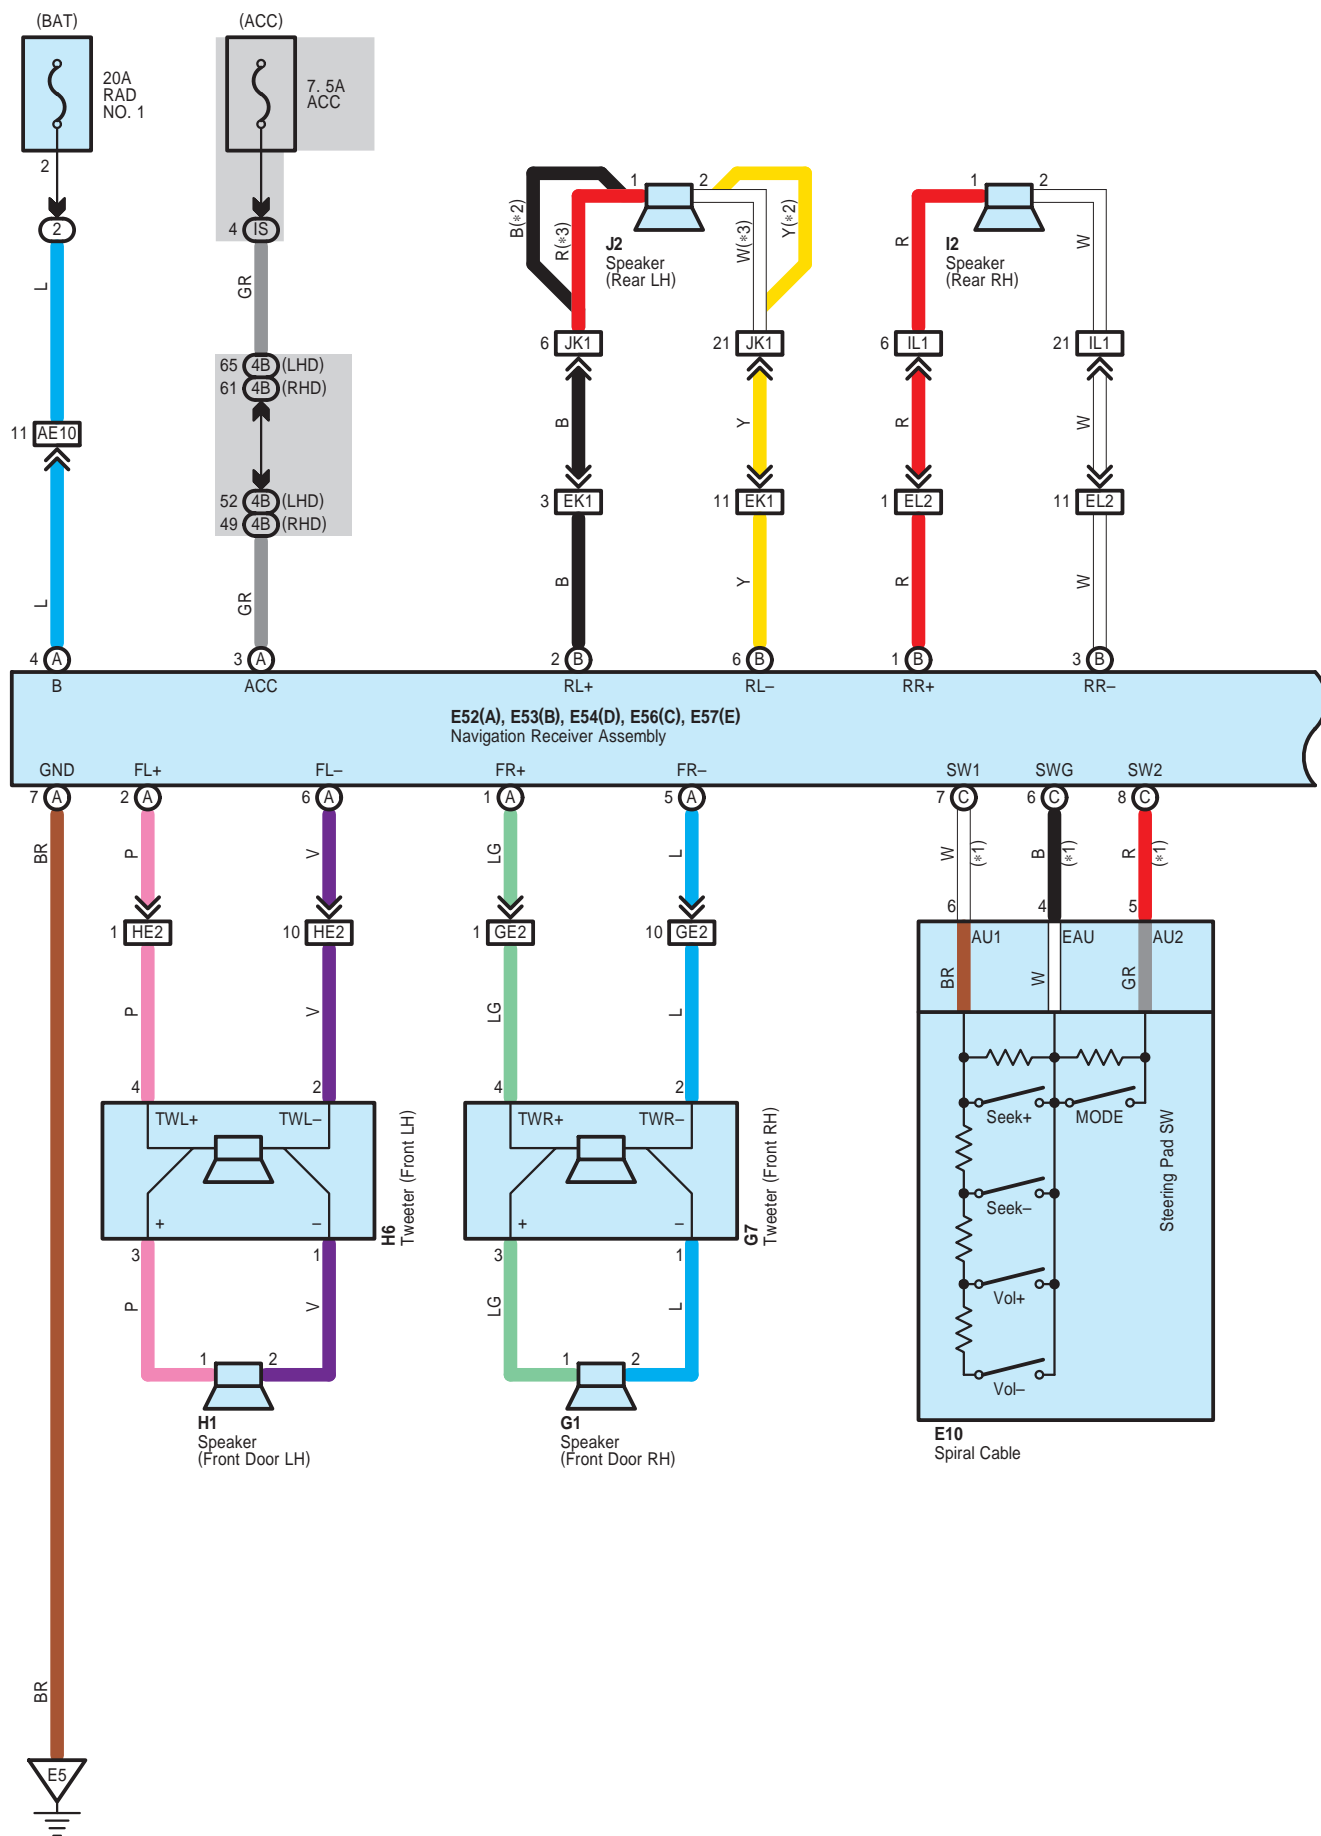 (BAT)
(ACC)
20A
RAD
NO. 1
7. 5A
ACC
2
2
4 IS
L
GR
1 2
B(*2)
R(*3)
W(*3)
Y(*2)
J2
Speaker
(Rear LH)
1 2
R
W
I2
Speaker
(Rear RH)
6 JK1
21 JK1
6 IL1
21 IL1
65 4B (LHD)
61 4B (RHD)
11 AE10
B
Y
R
W
52 4B (LHD)
49 4B (RHD)
3 EK1
11 EK1
1 EL2
11 EL2
L
GR
B
Y
R
W
4 A
3 A
2 B
6 B
1 B
3 B
B
ACC
RL+
RL–
RR+
RR–
E52(A), E53(B), E54(D), E56(C), E57(E)
Navigation Receiver Assembly
GND
FL+
FL–
FR+
FR–
SW1
SWG
SW2
7 A
2 A
6 A
1 A
5 A
7 C
6 C
8 C
BR
P
V
LG
L
W (*1)
B (*1)
R (*1)
1 HE2
10 HE2
1 GE2
10 GE2
6
4
5
AU1
EAU
AU2
BR
W
GR
P
V
LG
L
4
2
4
2
TWL+
TWL–
TWR+
TWR–
Seek+
MODE
Seek–
Vol+
Vol–
Steering Pad SW
+
–
+
–
H6
Tweeter (Front LH)
G7
Tweeter (Front RH)
3
1
3
1
P
V
LG
L
1 2
1 2
H1
Speaker
(Front Door LH)
G1
Speaker
(Front Door RH)
E10
Spiral Cable
BR
E5